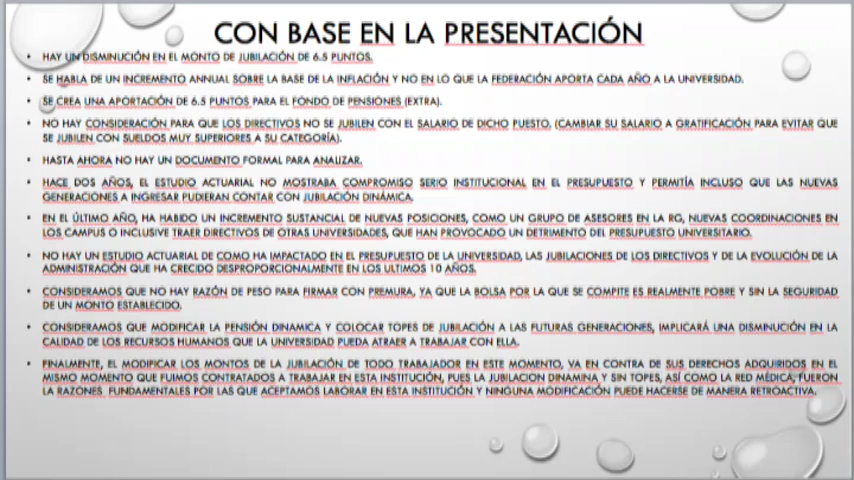 CON BASE EN LA PRESENTACIÓN
• HAY UN DISMINUCIÓN EN EL MONTO DE JUBILACIÓN DE 6.5 PUNTOS.
• SE HABLA DE UN INCREMENTO ANNUAL SOBRE LA BASE DE LA INFLACIÓN Y NO EN LO QUE LA FEDERACIÓN APORTA CADA AÑO A LA UNIVERSIDAD.
• SE CREA UNA APORTACIÓN DE 6.5 PUNTOS PARA EL FONDO DE PENSIONES (EXTRA).
• NO HAY CONSIDERACIÓN PARA QUE LOS DIRECTIVOS NO SE JUBILEN CON EL SALARIO DE DICHO PUESTO. (CAMBIAR SU SALARIO A GRATIFICACIÓN PARA EVITAR QUE
SE JUBILEN CON SUELDOS MUY SUPERIORES A SU CATEGORÍA).
• HASTA AHORA NO HAY UN DOCUMENTO FORMAL PARA ANALIZAR.
• HACE DOS AÑOS, EL ESTUDIO ACTUARIAL NO MOSTRABA COMPROMISO SERIO INSTITUCIONAL EN EL PRESUPUESTO Y PERMITÍA INCLUSO QUE LAS NUEVAS
GENERACIONES A INGRESAR PUDIERAN CONTAR CON JUBILACIÓN DINÁMICA.
• EN EL ÚLTIMO AÑO, HA HABIDO UN INCREMENTO SUSTANCIAL DE NUEVAS POSICIONES, COMO UN GRUPO DE ASESORES EN LA RG, NUEVAS COORDINACIONES EN
LOS CAMPUS O INCLUSIVE TRAER DIRECTIVOS DE OTRAS UNIVERSIDADES, QUE HAN PROVOCADO UN DETRIMENTO DEL PRESUPUESTO UNIVERSITARIO.
• NO HAY UN ESTUDIO ACTUARIAL DE COMO HA IMPACTADO EN EL PRESUPUESTO DE LA UNIVERSIDAD, LAS JUBILACIONES DE LOS DIRECTIVOS Y DE LA EVOLUCIÓN DE LA
ADMINISTRACIÓN QUE HA CRECIDO DESPROPORCIONALMENTE EN LOS ULTIMOS 10 AÑOS.
• CONSIDERAMOS QUE NO HAY RAZÓN DE PESO PARA FIRMAR CON PREMURA, YA QUE LA BOLSA POR LA QUE SE COMPITE ES REALMENTE POBRE Y SIN LA SEGURIDAD
DE UN MONTO ESTABLECIDO.
• CONSIDERAMOS QUE MODIFICAR LA PENSIÓN DINAMICA Y COLOCAR TOPES DE JUBILACIÓN A LAS FUTURAS GENERACIONES, IMPLICARÁ UNA DISMINUCIÓN EN LA
CALIDAD DE LOS RECURSOS HUMANOS QUE LA UNIVERSIDAD PUEDA ATRAER A TRABAJAR CON ELLA.
• FINALMENTE, EL MODIFICAR LOS MONTOS DE LA JUBILACIÓN DE TODO TRABAJADOR EN ESTE MOMENTO, VA EN CONTRA DE SUS DERECHOS ADQUIRIDOS EN EL
MISMO MOMENTO QUE FUIMOS CONTRATADOS A TRABAJAR EN ESTA INSTITUCIÓN, PUES LA JUBILACION DINAMINA Y SIN TOPES, ASÍ COMO LA RED MÉDICA, FUERON
LA RAZONES FUNDAMENTALES POR LAS QUE ACEPTAMOS LABORAR EN ESTA INSTITUCIÓN Y NINGUNA MODIFICACIÓN PUEDE HACERSE DE MANERA RETROACTIVA.